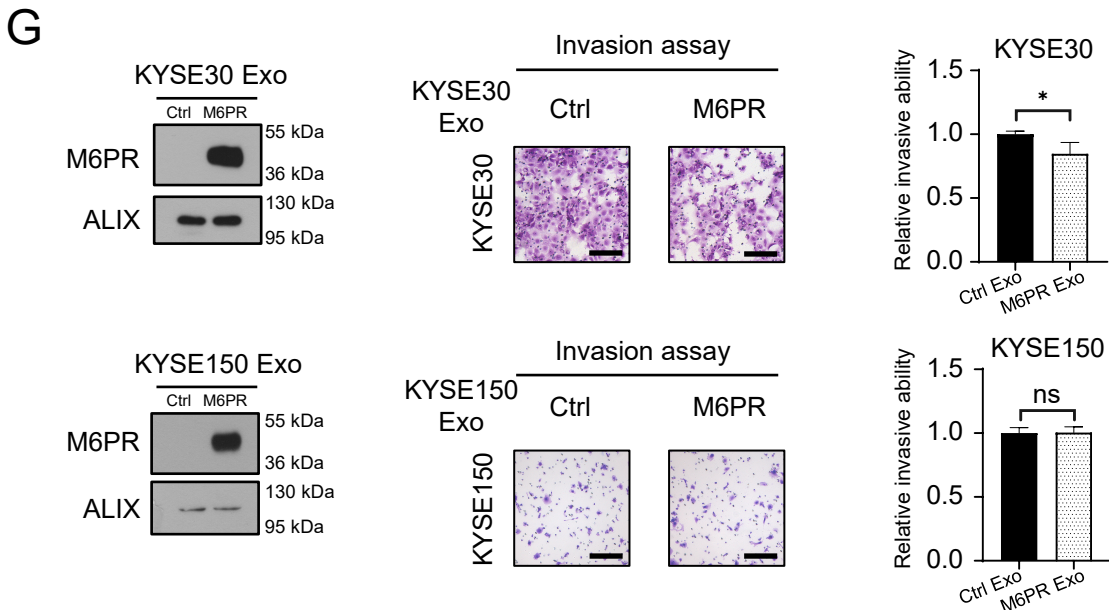 G
KYSE30 Exo
Ctrl M6PR
M6PR
55 kDa
36 kDa
ALIX
130 kDa
95 kDa
Invasion assay
KYSE30
Exo
Ctrl
M6PR
KYSE30
KYSE30
Relative invasive ability
1.5
1.0
0.5
0.0
*
Ctrl Exo
M6PR Exo
KYSE150 Exo
Ctrl M6PR
M6PR
55 kDa
36 kDa
ALIX
130 kDa
95 kDa
Invasion assay
KYSE150
Exo
Ctrl
M6PR
KYSE150
KYSE150
Relative invasive ability
1.5
1.0
0.5
0.0
ns
Ctrl Exo
M6PR Exo